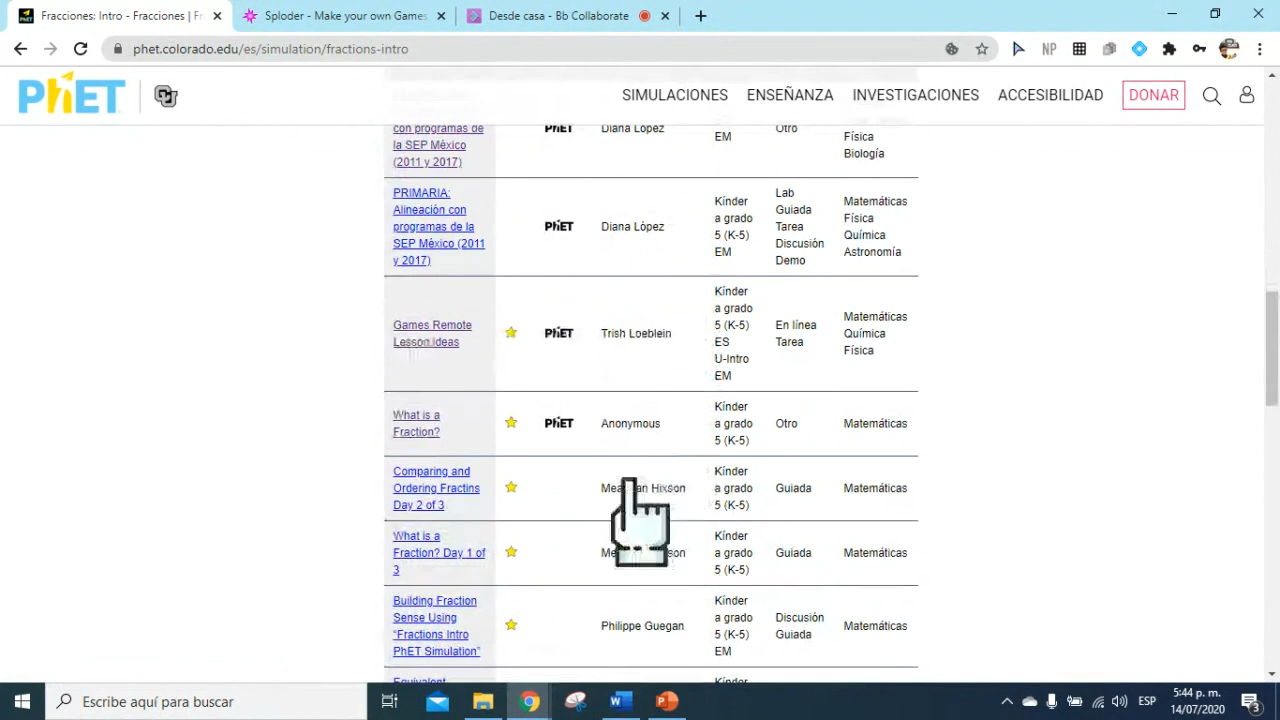 Fracciones: Intro - Fracciones | Fr
Sploder - Make your own Games
Desde casa - Bb Collaborate
phet.colorado.edu/es/simulation/fractions-intro
NP
PhET
SIMULACIONES
ENSEÑANZA
INVESTIGACIONES
ACCESIBILIDAD
DONAR
con programas de
la SEP México
(2011 y 2017)
PhET
Diana López
EM
Otro
Física
Biología
PRIMARIA:
Alineación con
programas de la
SEP México (2011
y 2017)
PhET
Diana López
Kínder
a grado
5 (K-5)
EM
Lab
Guiada
Tarea
Discusión
Demo
Matemáticas
Física
Química
Astronomía
Games Remote
Lesson Ideas
PhET
Trish Loeblein
Kínder
a grado
5 (K-5)
ES
U-Intro
EM
En línea
Tarea
Matemáticas
Química
Física
What is a
Fraction?
PhET
Anonymous
Kínder
a grado
5 (K-5)
Otro
Matemáticas
Comparing and
Ordering Fractins
Day 2 of 3
Hixson
Kínder
a grado
5 (K-5)
Guiada
Matemáticas
What is a
Fraction? Day 1 of
3
Kínder
a grado
5 (K-5)
Guiada
Matemáticas
Building Fraction
Sense Using
"Fractions Intro
PhET Simulation"
Philippe Guegan
Kínder
a grado
5 (K-5)
EM
Discusión
Guiada
Matemáticas
Equivalent
Kínder
Escribe aquí para buscar
ESP
5:44 p. m.
14/07/2020
3